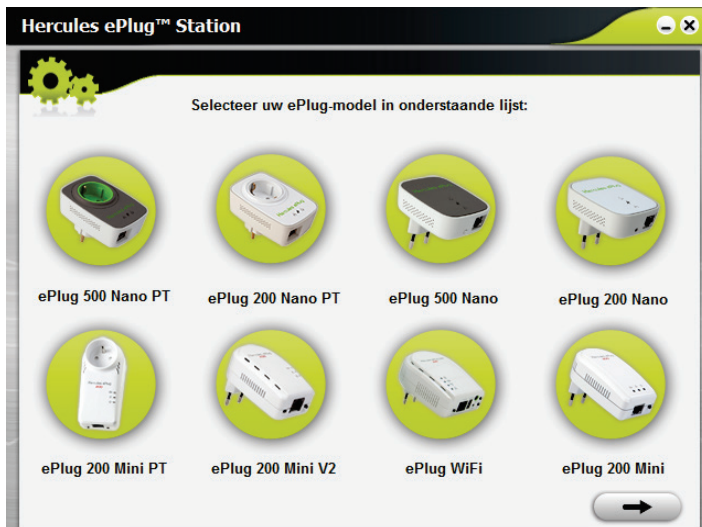 Hercules ePlug™ Station
Selecteer uw ePlug-model in onderstaande lijst:
ePlug 500 Nano PT
ePlug 200 Nano PT
ePlug 500 Nano
ePlug 200 Nano
ePlug 200 Mini PT
ePlug 200 Mini V2
ePlug WiFi
ePlug 200 Mini